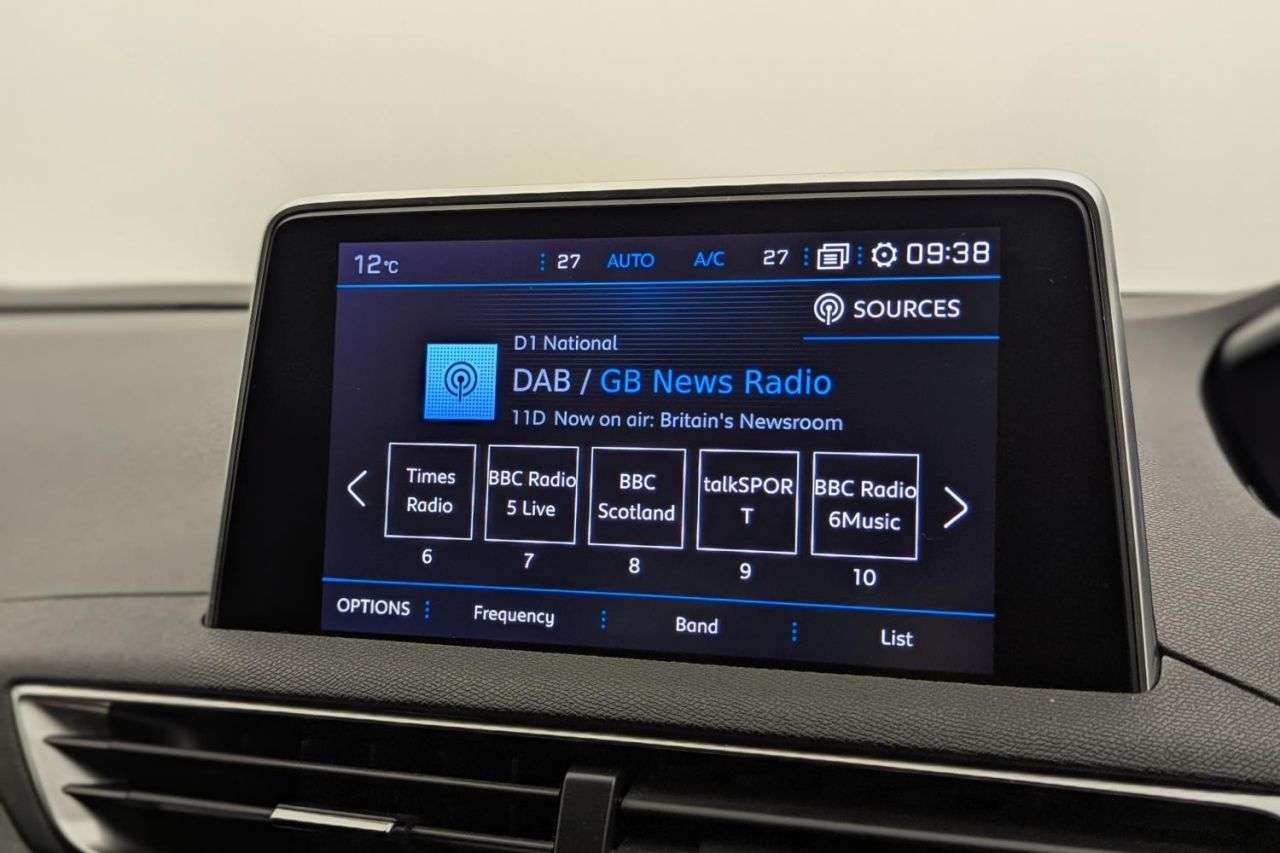 12°C 27 AUTO A/C 27 09:38
SOURCES
D1 National
DAB / GB News Radio
11D Now on air: Britain's Newsroom
Times
Radio
6
BBC Radio
5 Live
7
BBC
Scotland
8
talkSPOR
T
9
BBC Radio
6Music
10
OPTIONS Frequency Band List